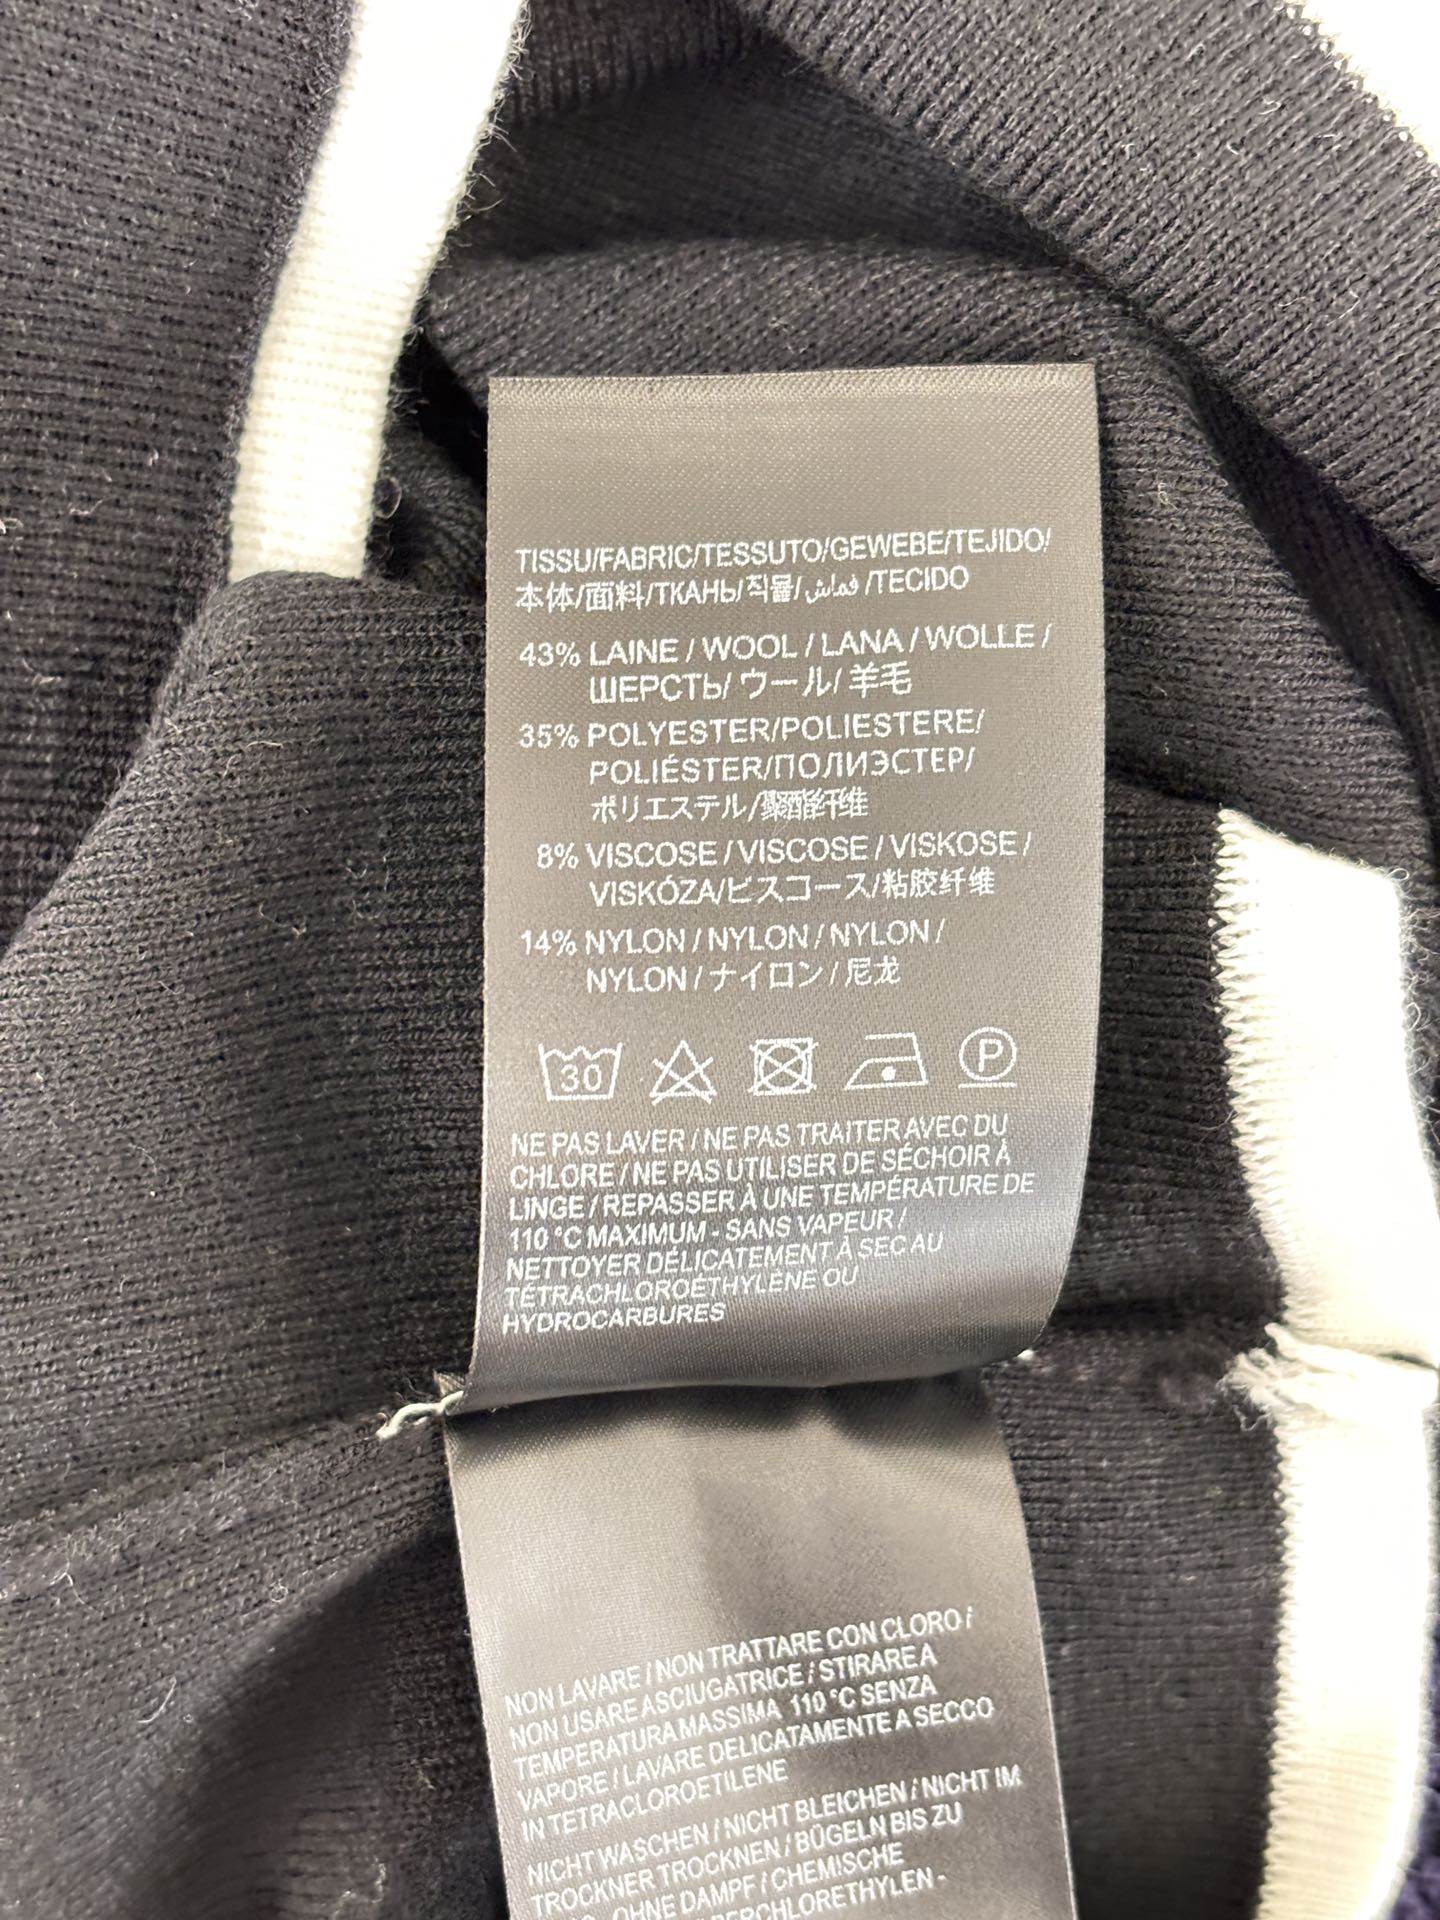 TISSU/FABRIC/TESSUTO/GEWEBE/TEJIDO/
本体/面料/ТКАНЬ/직물/قماش/TECIDO
43% LAINE / WOOL / LANA / WOLLE /
ШЕРСТЬ/ ウール/ 羊毛
35% POLYESTER/POLIESTERE/
POLIÉSTER/ПОЛИЭСТЕР/
ポリエステル/聚酯纤维
8% VISCOSE / VISCOSE / VISKOSE /
VISKÓZA/ビスコース/粘胶纤维
14% NYLON / NYLON / NYLON /
NYLON / ナイロン / 尼龙
30 P
NE PAS LAVER / NE PAS TRAITER AVEC DU
CHLORE / NE PAS UTILISER DE SÉCHOIR À
LINGE / REPASSER À UNE TEMPÉRATURE DE
110 °C MAXIMUM - SANS VAPEUR /
NETTOYER DÉLICATEMENT À SEC AU
TÉTRACHLOROÉTHYLÈNE OU
HYDROCARBURES
NON LAVARE / NON TRATTARE CON CLORO /
NON USARE ASCIUGATRICE / STIRARE A
TEMPERATURA MASSIMA 110 °C SENZA
VAPORE / LAVARE DELICATAMENTE A SECCO
IN TETRACLOROETILENE
NICHT WASCHEN / NICHT BLEICHEN / NICHT IM
TROCKNER TROCKNEN / BÜGELN BIS ZU
OHNE DAMPF / CHEMISCHE